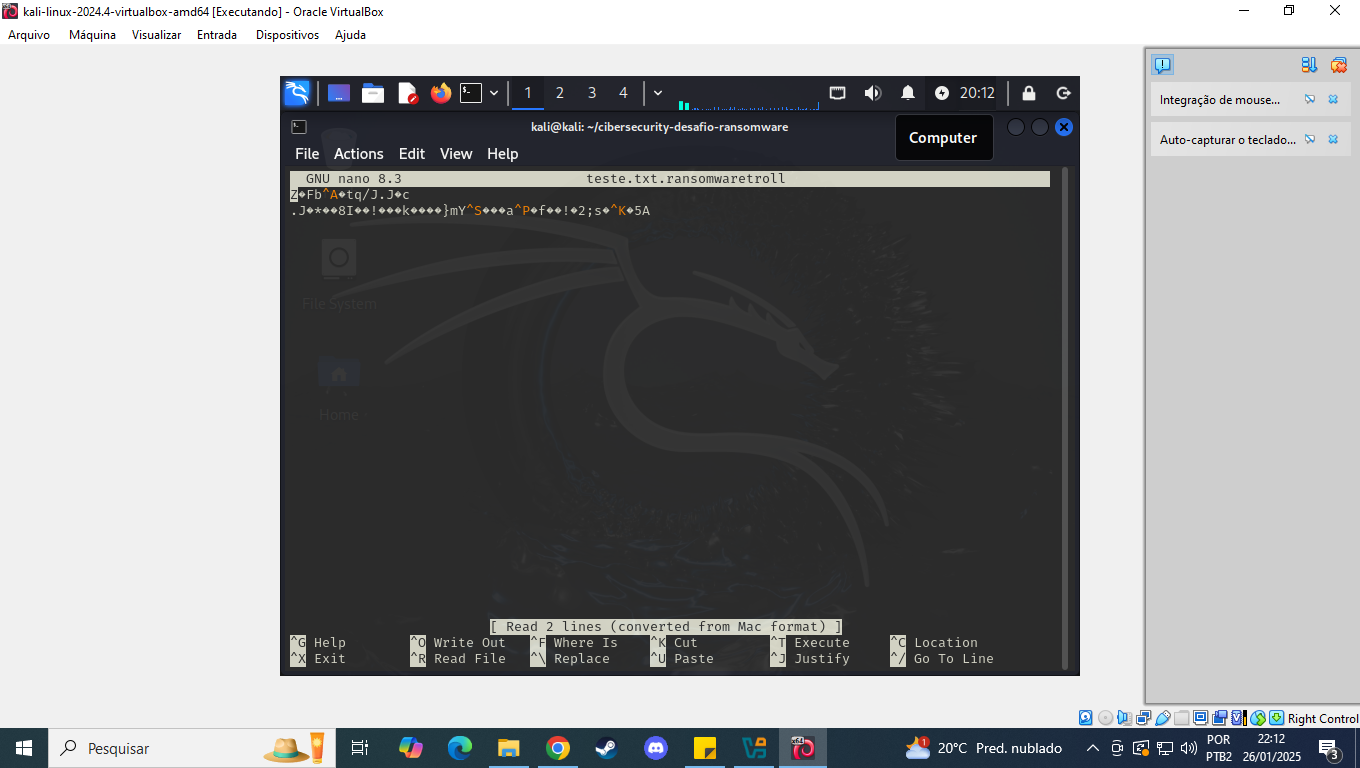 kali-linux-2024.4-virtualbox-amd64 [Executando] - Oracle VirtualBox
Arquivo Máquina Visualizar Entrada Dispositivos Ajuda
1 2 3 4 20:12
kali@kali: ~/cibersecurity-desafio-ransomware
Computer
File Actions Edit View Help
GNU nano 8.3 teste.txt.ransomwaretroll
z�Fb^A�tq/J.J�c
.J�*��8I��!���k����}mY^S���a^P�f��!�2;s�^K�5A
File System
Home
[ Read 2 lines (converted from Mac format) ]
^G Help ^O Write Out ^F Where Is ^K Cut ^T Execute ^C Location
^X Exit ^R Read File ^\ Replace ^U Paste ^J Justify ^/ Go To Line
Integração de mouse...
Auto-capturar o teclado...
Right Control
Pesquisar
1
20°C Pred. nublado
POR
PTB2
22:12
26/01/2025
3